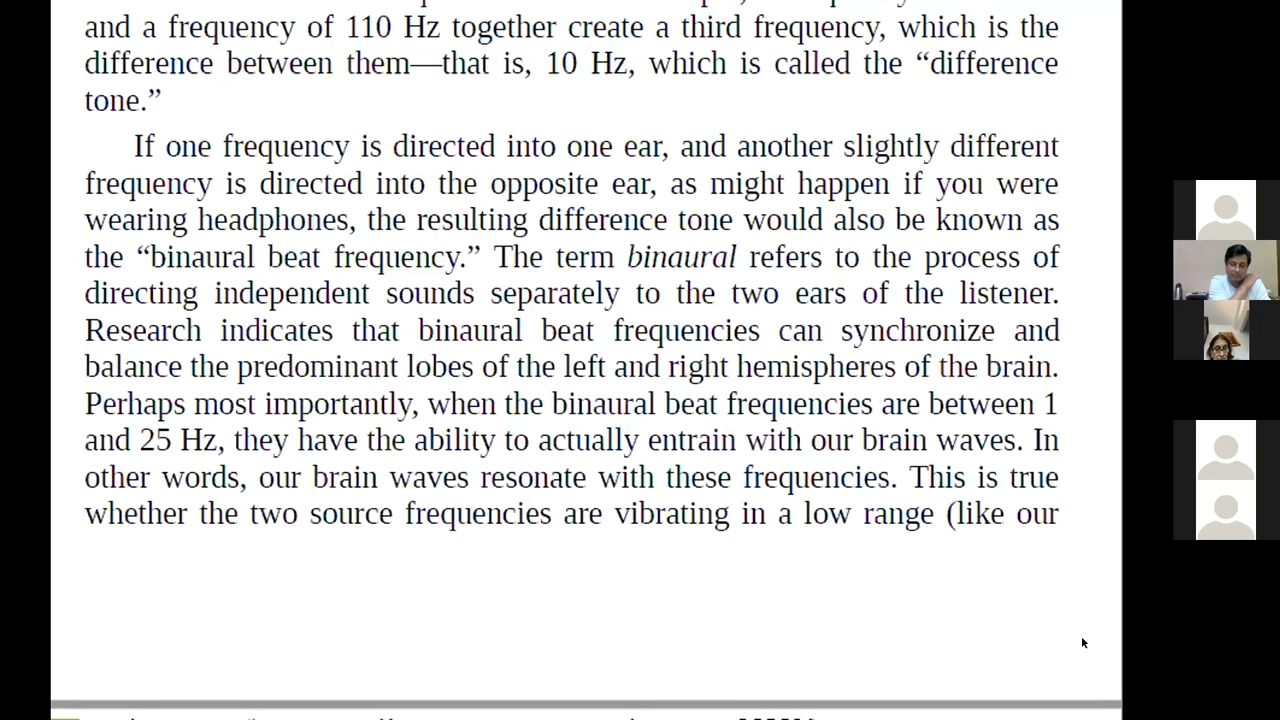 and a frequency of 110 Hz together create a third frequency, which is the
difference between them—that is, 10 Hz, which is called the “difference
tone.”
If one frequency is directed into one ear, and another slightly different
frequency is directed into the opposite ear, as might happen if you were
wearing headphones, the resulting difference tone would also be known as
the “binaural beat frequency.” The term binaural refers to the process of
directing independent sounds separately to the two ears of the listener.
Research indicates that binaural beat frequencies can synchronize and
balance the predominant lobes of the left and right hemispheres of the brain.
Perhaps most importantly, when the binaural beat frequencies are between 1
and 25 Hz, they have the ability to actually entrain with our brain waves. In
other words, our brain waves resonate with these frequencies. This is true
whether the two source frequencies are vibrating in a low range (like our